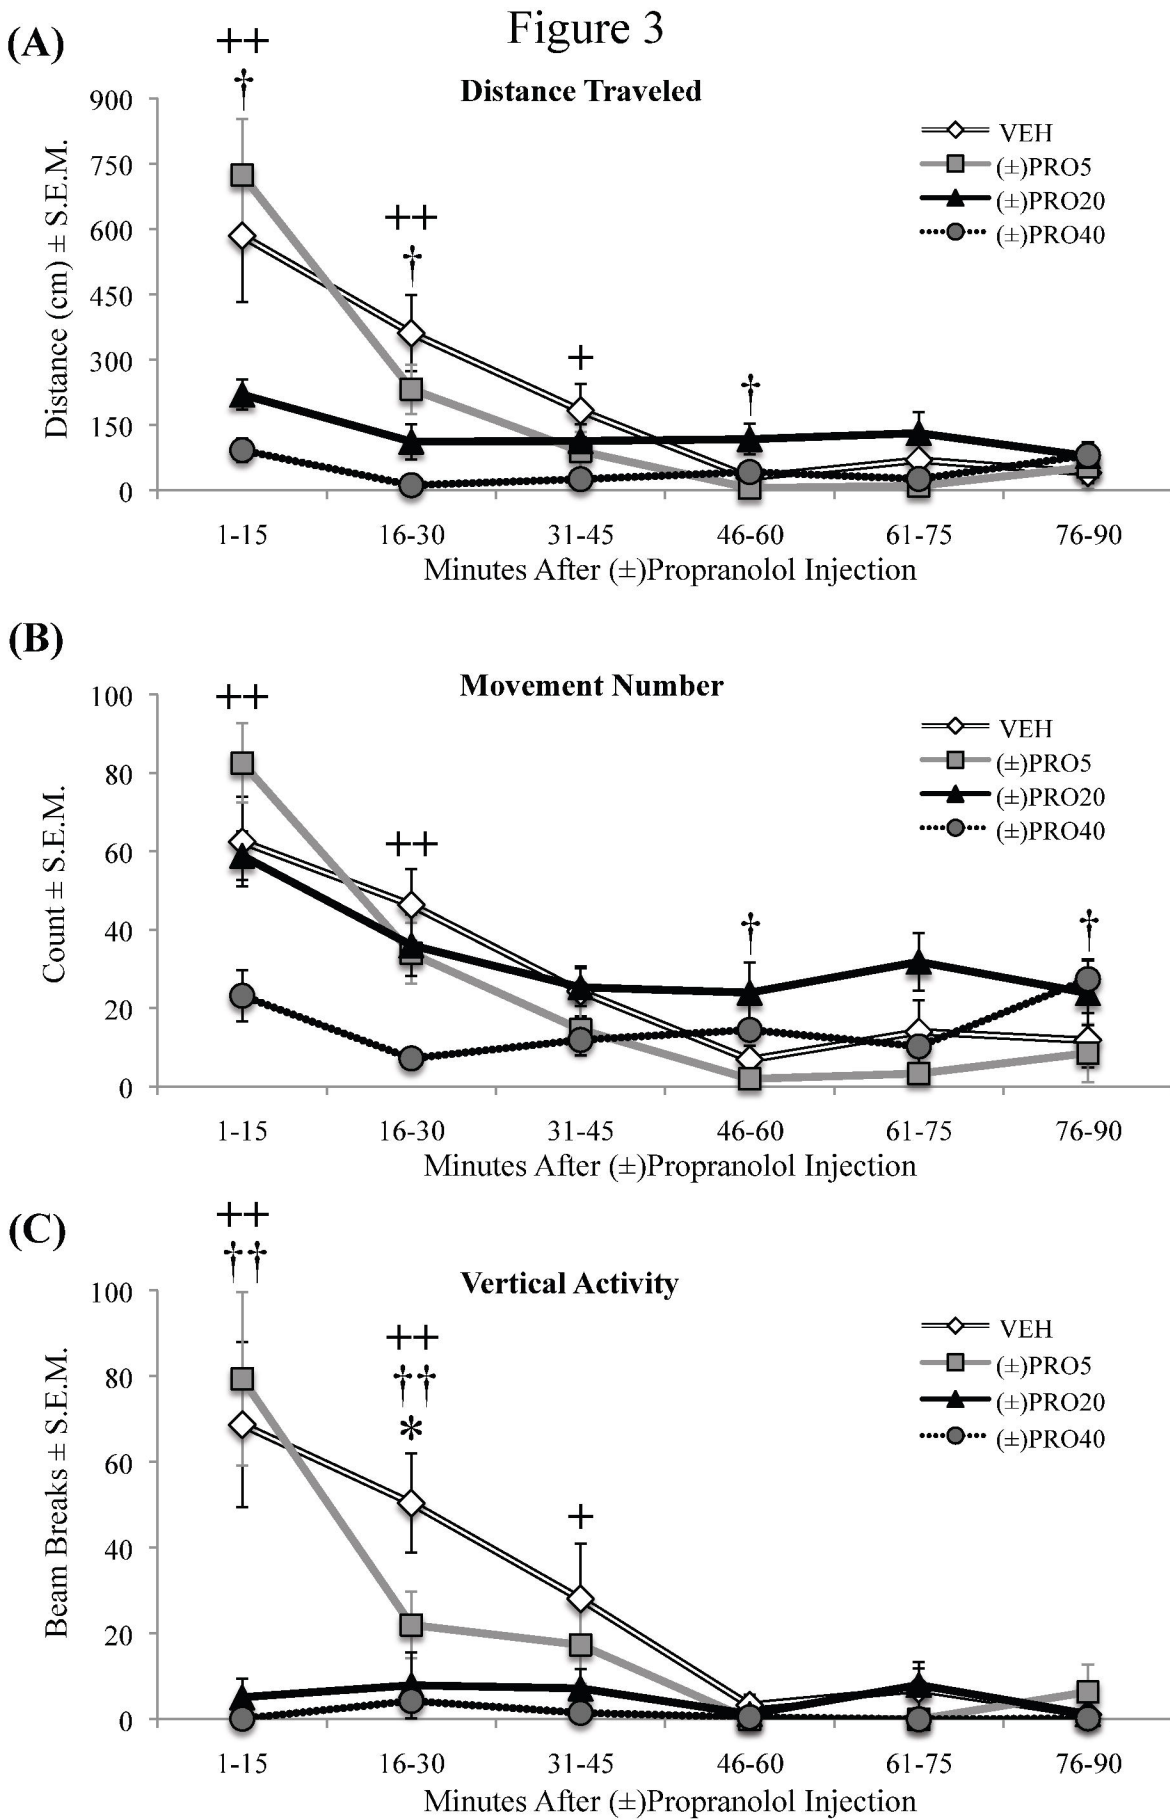 Figure 3
(A)
++
†
Distance Traveled
900
750
600
450
300
150
0
Distance (cm) ± S.E.M.
++
†
+
†
VEH
(±)PRO5
(±)PRO20
(±)PRO40
1-15 16-30 31-45 46-60 61-75 76-90
Minutes After (±)Propranolol Injection
(B)
Movement Number
100
80
60
40
20
0
Count ± S.E.M.
++
++
†
†
VEH
(±)PRO5
(±)PRO20
(±)PRO40
1-15 16-30 31-45 46-60 61-75 76-90
Minutes After (±)Propranolol Injection
(C)
++
††
Vertical Activity
100
80
60
40
20
0
Beam Breaks ± S.E.M.
++
††
*
+
VEH
(±)PRO5
(±)PRO20
(±)PRO40
1-15 16-30 31-45 46-60 61-75 76-90
Minutes After (±)Propranolol Injection